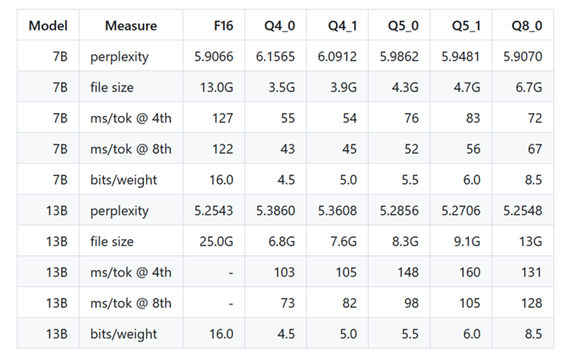 Model Measure F16 Q4_0 Q4_1 Q5_0 Q5_1 Q8_0
7B perplexity 5.9066 6.1565 6.0912 5.9862 5.9481 5.9070
7B file size 13.0G 3.5G 3.9G 4.3G 4.7G 6.7G
7B ms/tok @ 4th 127 55 54 76 83 72
7B ms/tok @ 8th 122 43 45 52 56 67
7B bits/weight 16.0 4.5 5.0 5.5 6.0 8.5
13B perplexity 5.2543 5.3860 5.3608 5.2856 5.2706 5.2548
13B file size 25.0G 6.8G 7.6G 8.3G 9.1G 13G
13B ms/tok @ 4th - 103 105 148 160 131
13B ms/tok @ 8th - 73 82 98 105 128
13B bits/weight 16.0 4.5 5.0 5.5 6.0 8.5